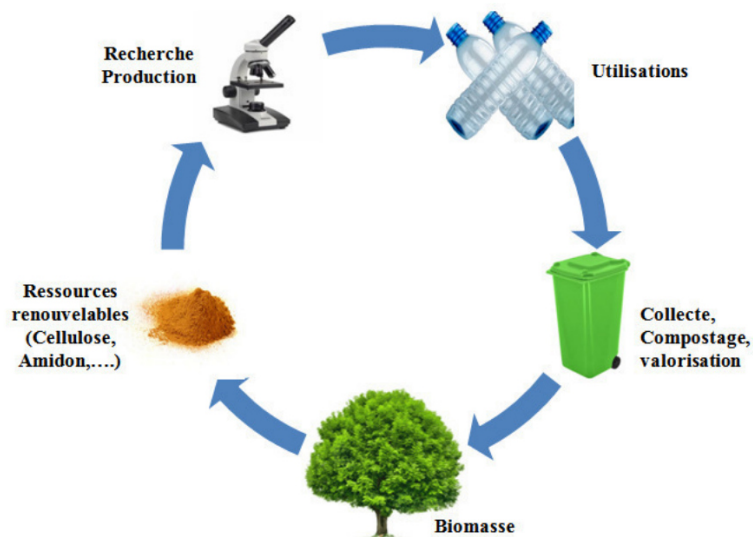 Recherche
Production
Utilisations
Collecte,
Compostage,
valorisation
Biomasse
Ressources
renouvelables
(Cellulose,
Amidon,….)